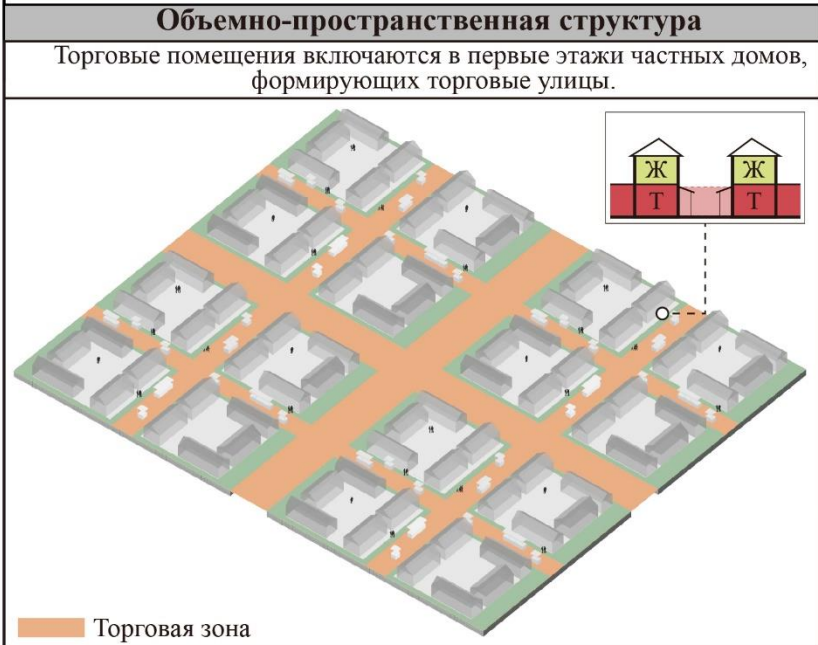 Объемно-пространственная структура
Торговые помещения включаются в первые этажи частных домов,
формирующих торговые улицы.
Ж Ж
Т Т
Торговая зона